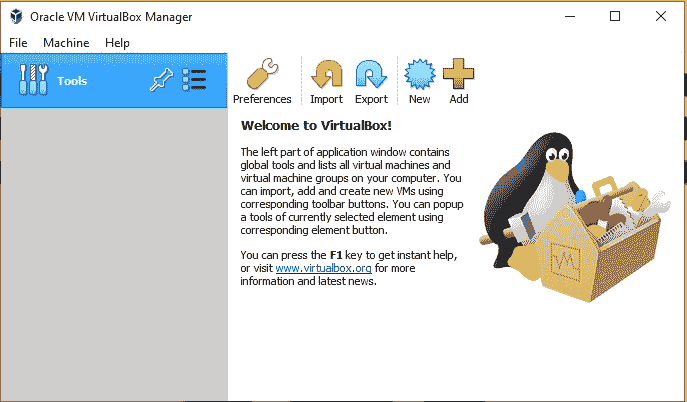 Oracle VM VirtualBox Manager
File Machine Help
Tools
Preferences Import Export New Add
Welcome to VirtualBox!
The left part of application window contains
global tools and lists all virtual machines and
virtual machine groups on your computer. You
can import, add and create new VMs using
corresponding toolbar buttons. You can popup
a tools of currently selected element using
corresponding element button.
You can press the F1 key to get instant help,
or visit www.virtualbox.org for more
information and latest news.
VM